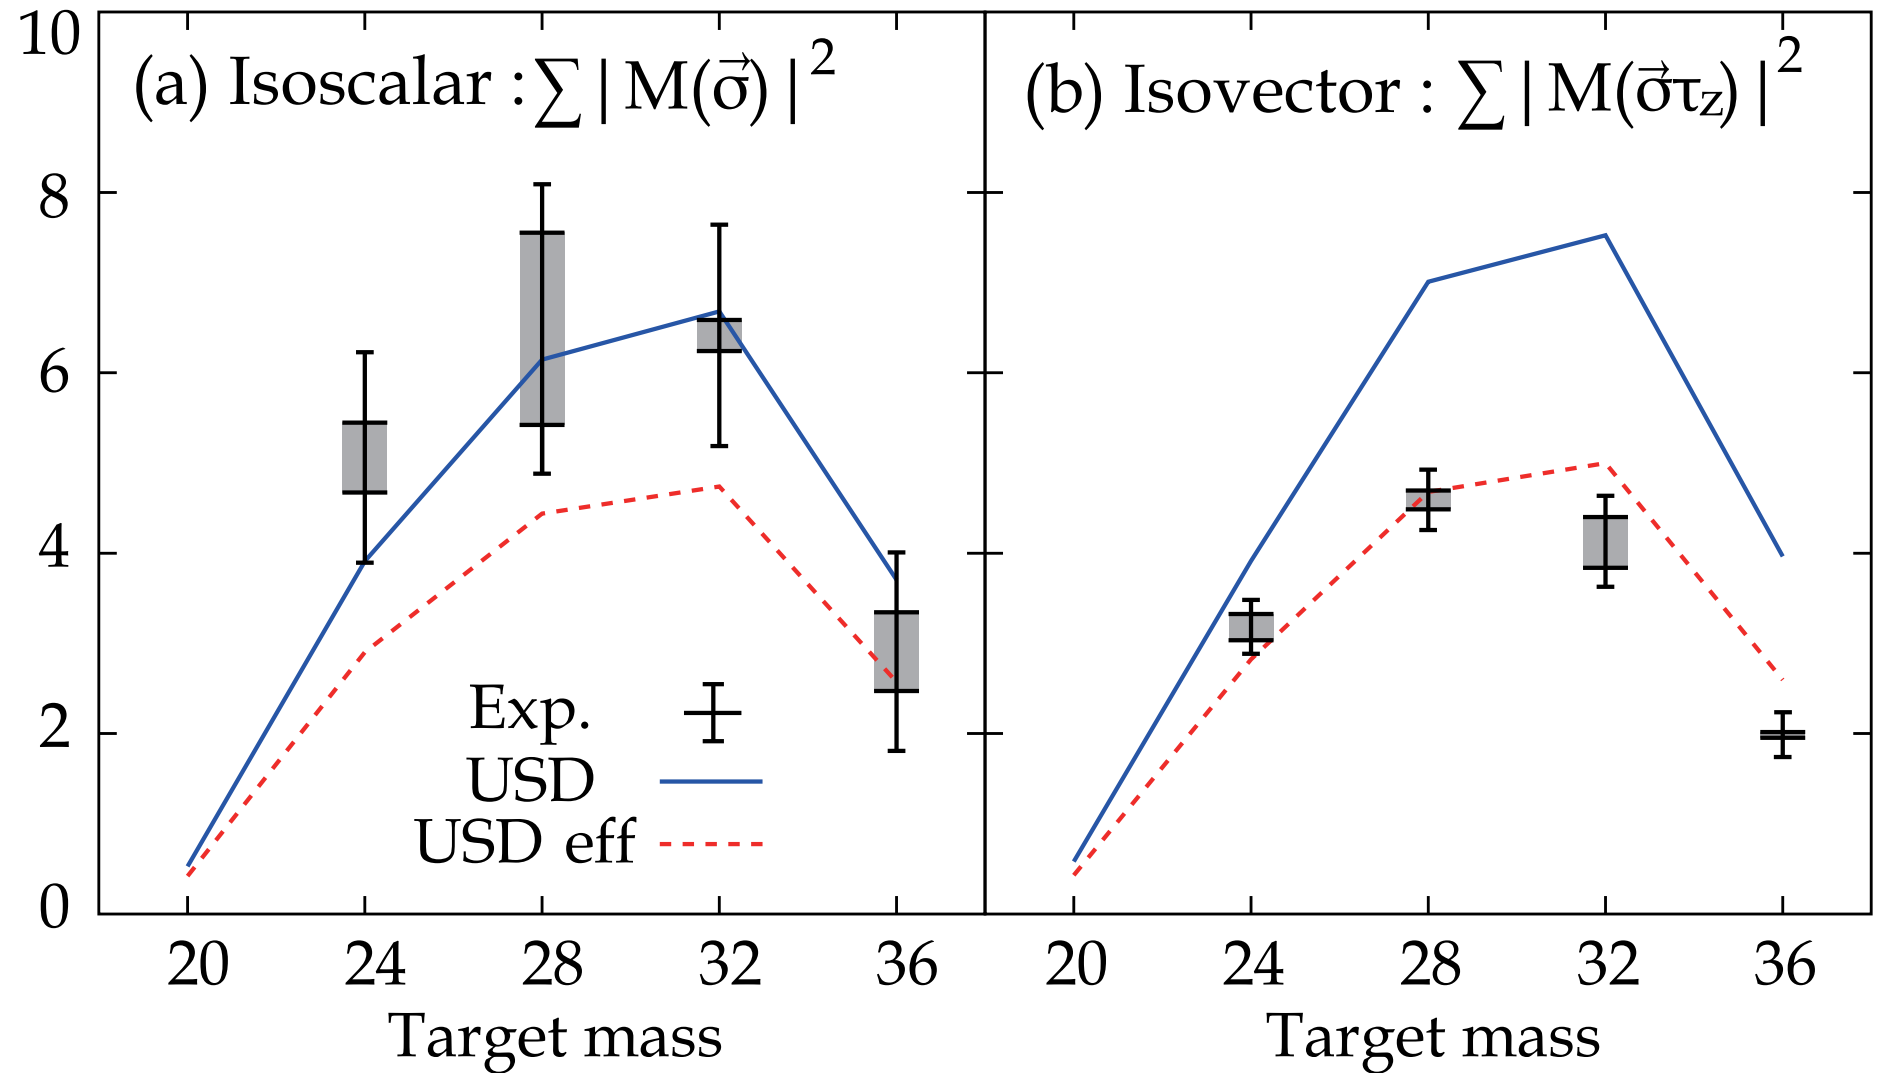 10
8
6
4
2
0
(a) Isoscalar : ∑ | M(σ⃗) |²
Exp.
USD
USD eff
20 24 28 32 36
Target mass
(b) Isovector : ∑ | M(σ⃗τz) |²
20 24 28 32 36
Target mass